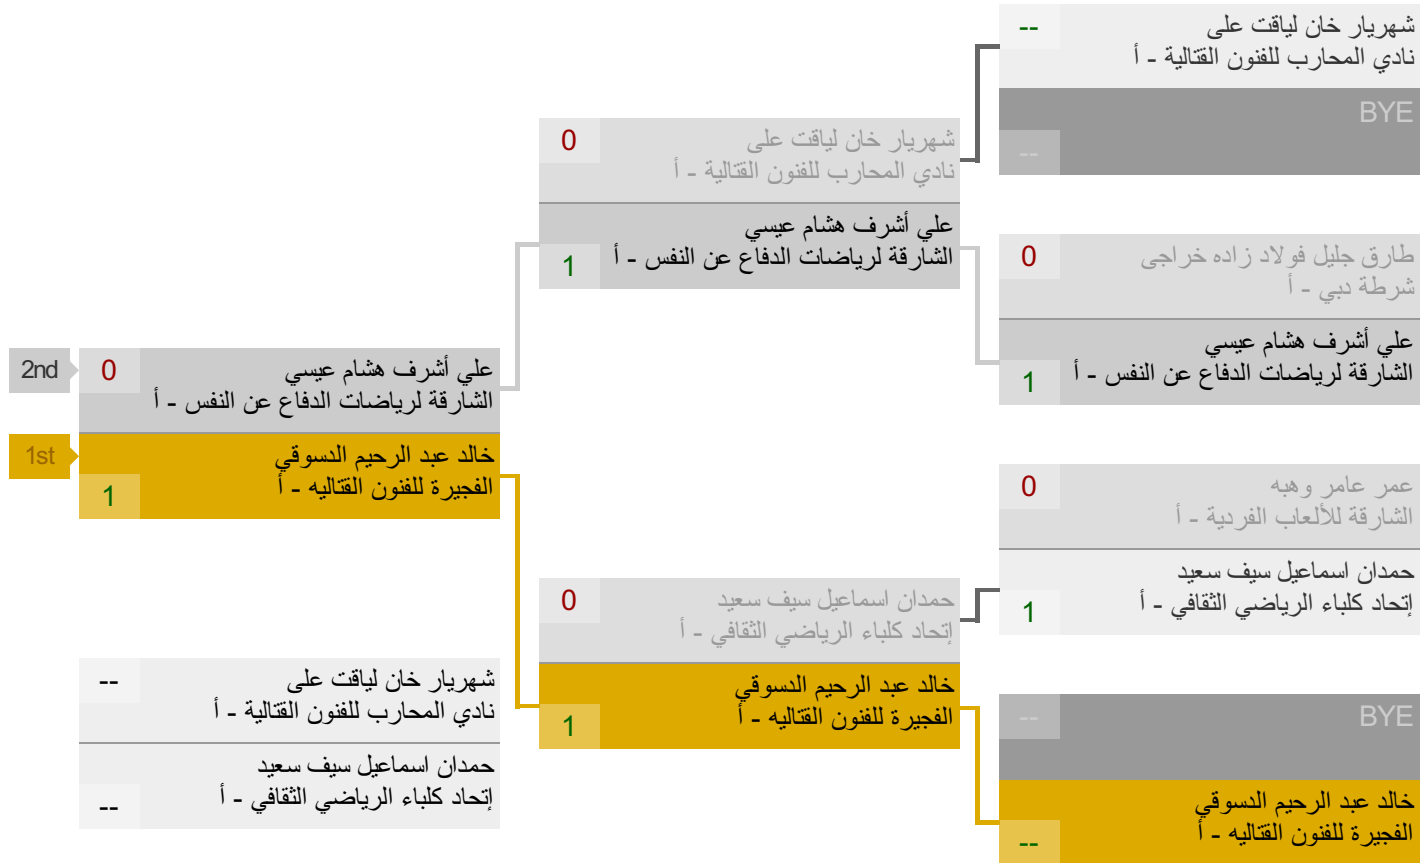 شهريار خان لياقت على
--
نادي المحارب للفنون القتالية - أ
BYE
--
شهريار خان لياقت على
0
نادي المحارب للفنون القتالية - أ
علي أشرف هشام عيسي
الشارقة لرياضات الدفاع عن النفس - أ
1
طارق جليل فولاد زاده خراجى
0
شرطة دبي - أ
علي أشرف هشام عيسي
الشارقة لرياضات الدفاع عن النفس - أ
1
2nd
0
علي أشرف هشام عيسي
الشارقة لرياضات الدفاع عن النفس - أ
1st
خالد عبد الرحيم الدسوقي
الفجيرة للفنون القتاليه - أ
1
عمر عامر وهبه
0
الشارقة للألعاب الفردية - أ
حمدان اسماعيل سيف سعيد
إتحاد كلباء الرياضي الثقافي - أ
1
حمدان اسماعيل سيف سعيد
0
إتحاد كلباء الرياضي الثقافي - أ
خالد عبد الرحيم الدسوقي
الفجيرة للفنون القتاليه - أ
1
BYE
--
خالد عبد الرحيم الدسوقي
الفجيرة للفنون القتاليه - أ
--
شهريار خان لياقت على
--
نادي المحارب للفنون القتالية - أ
حمدان اسماعيل سيف سعيد
إتحاد كلباء الرياضي الثقافي - أ
--